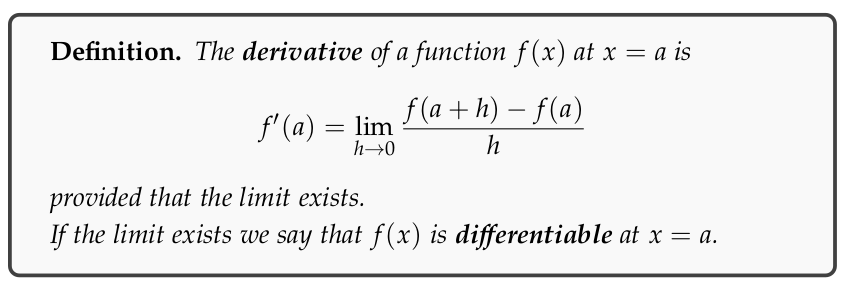 Definition. The derivative of a function f(x) at x = a is
f′(a) = lim h→0 f(a + h) − f(a) / h
provided that the limit exists.
If the limit exists we say that f(x) is differentiable at x = a.